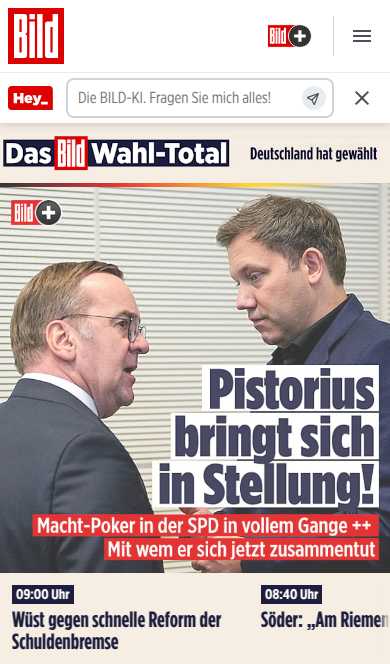 Bild
Bild+
Hey_
Die BILD-KI. Fragen Sie mich alles!
Das Bild Wahl-Total
Deutschland hat gewählt
Bild+
Pistorius
bringt sich
in Stellung!
Macht-Poker in der SPD in vollem Gange ++
Mit wem er sich jetzt zusammentut
09:00 Uhr
Wüst gegen schnelle Reform der
Schuldenbremse
08:40 Uhr
Söder: „Am Riemen